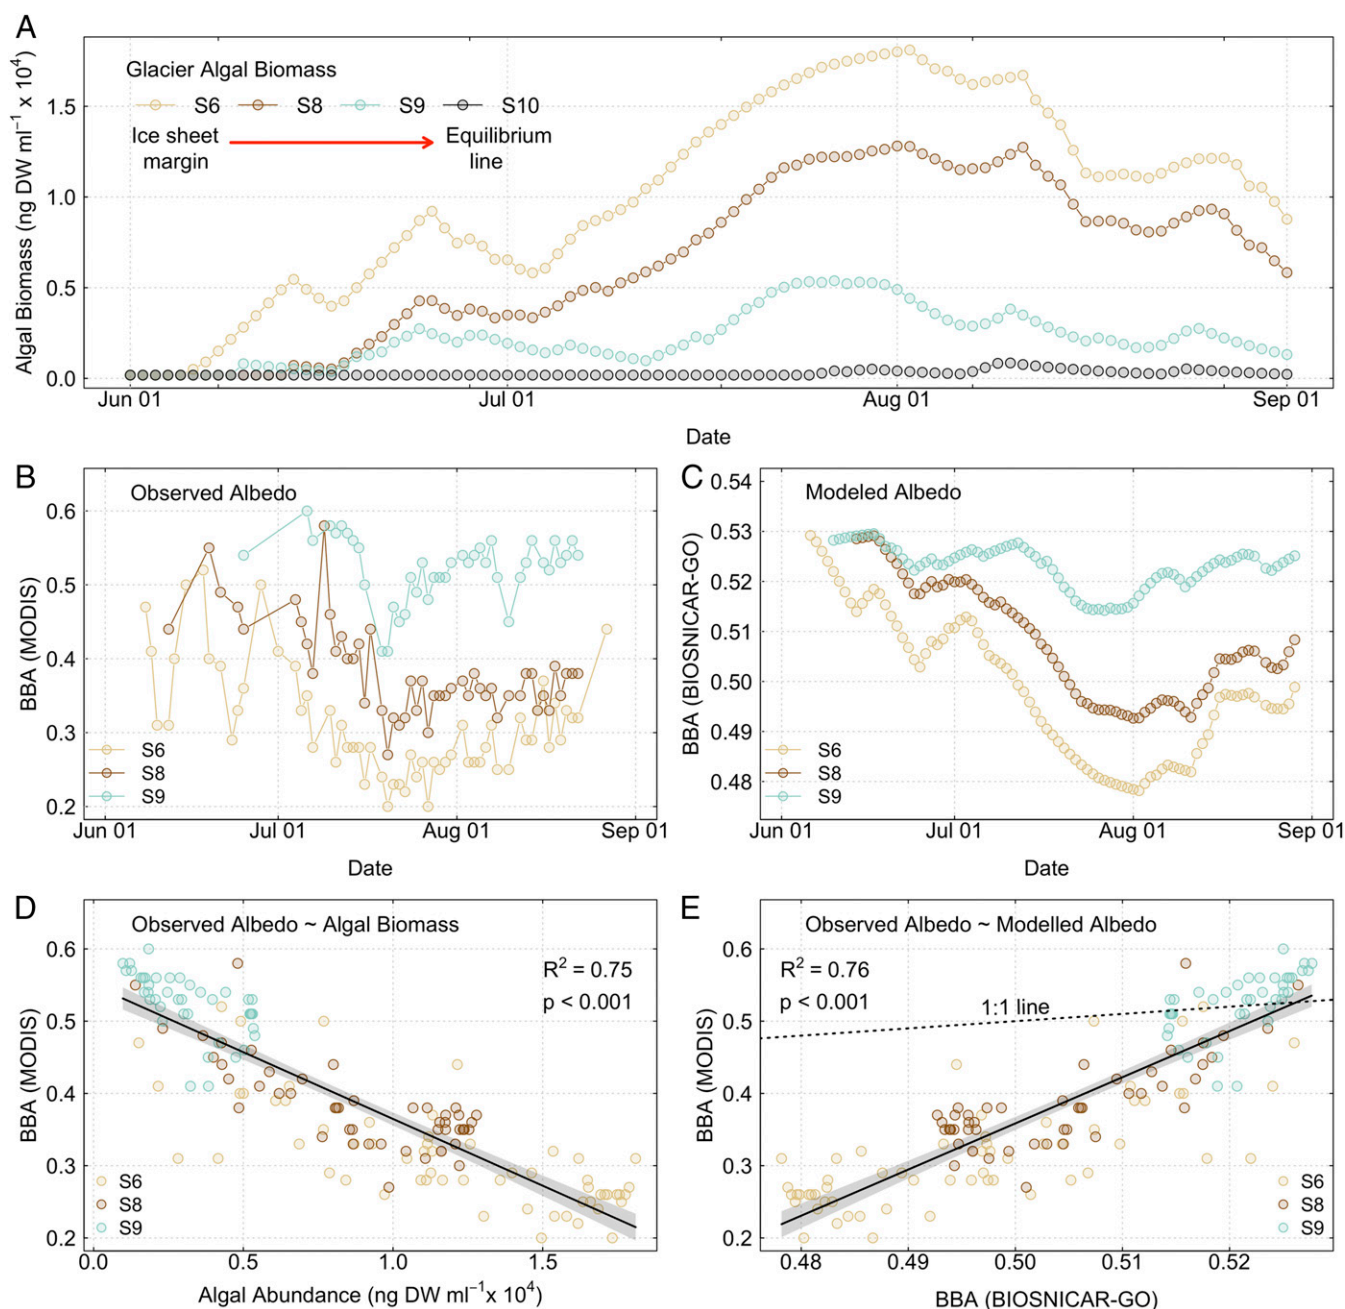 A
Glacier Algal Biomass
S6 S8 S9 S10
Ice sheet margin
Equilibrium line
Algal Biomass (ng DW ml⁻¹ x 10⁴)
1.5
1.0
0.5
0.0
Jun 01 Jul 01 Aug 01 Sep 01
Date
B
Observed Albedo
BBA (MODIS)
0.6
0.5
0.4
0.3
0.2
S6
S8
S9
Jun 01 Jul 01 Aug 01 Sep 01
Date
C
Modeled Albedo
BBA (BIOSNICAR-GO)
0.54
0.53
0.52
0.51
0.50
0.49
0.48
S6
S8
S9
Jun 01 Jul 01 Aug 01 Sep 01
Date
D
Observed Albedo ~ Algal Biomass
R² = 0.75
p < 0.001
BBA (MODIS)
0.6
0.5
0.4
0.3
0.2
S6
S8
S9
0.0 0.5 1.0 1.5
Algal Abundance (ng DW ml⁻¹ x 10⁴)
E
Observed Albedo ~ Modelled Albedo
R² = 0.76
p < 0.001
1:1 line
BBA (MODIS)
0.6
0.5
0.4
0.3
0.2
S6
S8
S9
0.48 0.49 0.50 0.51 0.52
BBA (BIOSNICAR-GO)